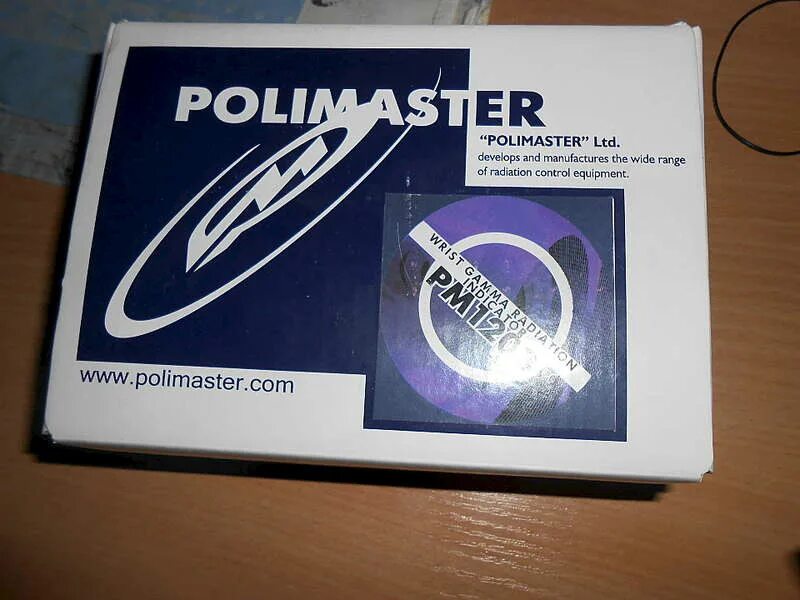 POLIMASTER
“POLIMASTER” Ltd.
develops and manufactures the wide range
of radiation control equipment.
WRIST GAMMA RADIATION
INDICATOR
www.polimaster.com